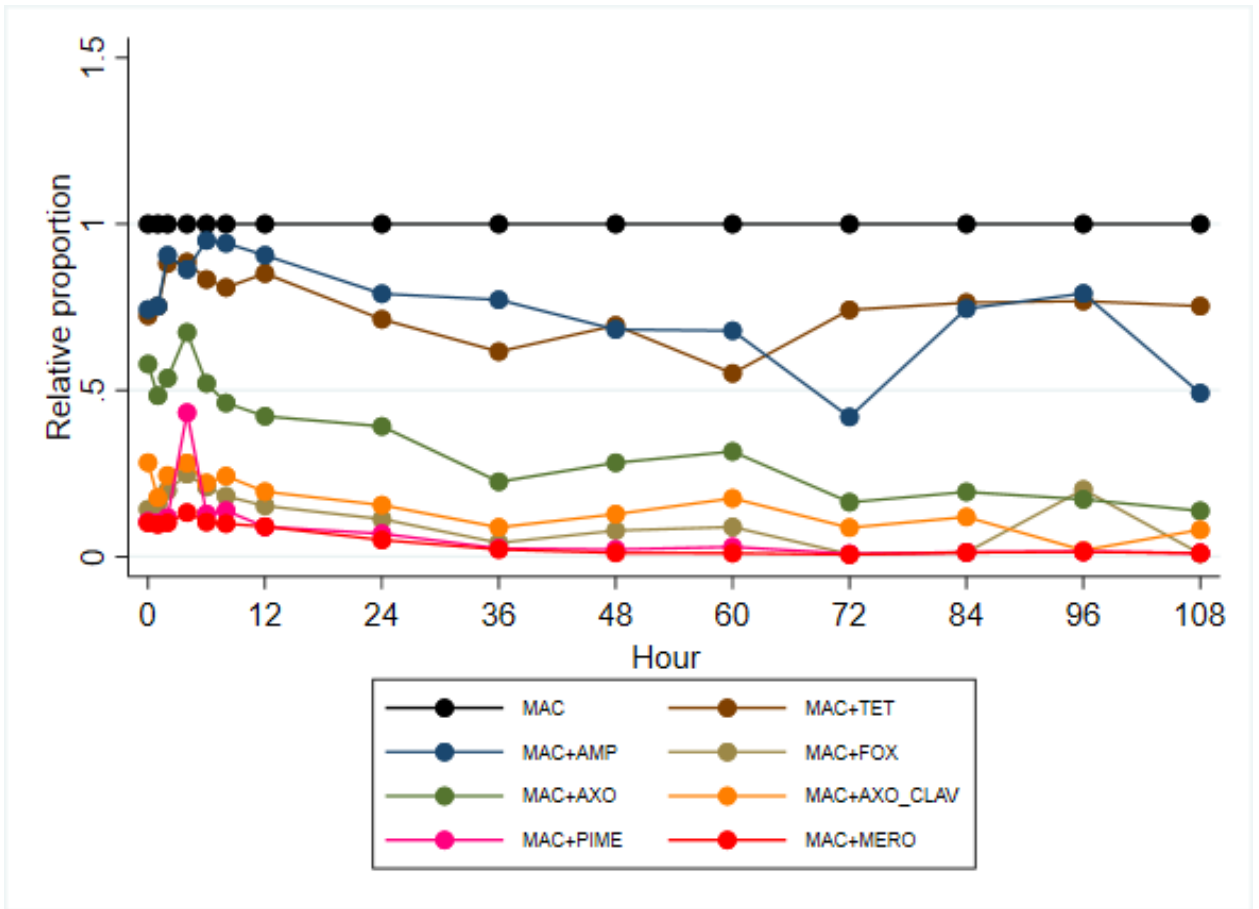 Relative proportion
1.5
1
.5
0
0 12 24 36 48 60 72 84 96 108
Hour
MAC MAC+TET
MAC+AMP MAC+FOX
MAC+AXO MAC+AXO_CLAV
MAC+PIME MAC+MERO